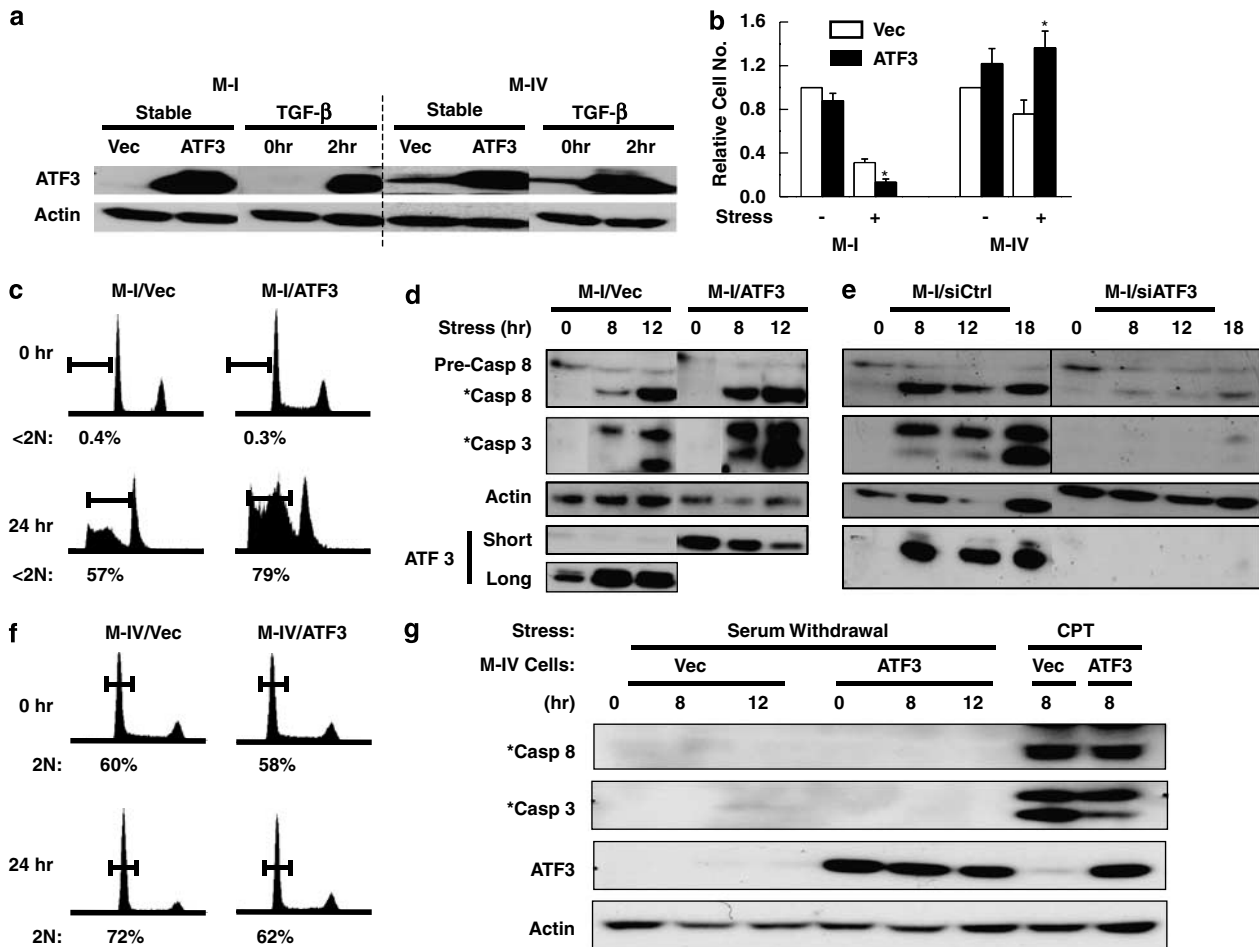 a
M-I
M-IV
Stable
TGF-β
Stable
TGF-β
Vec
ATF3
0hr
2hr
Vec
ATF3
0hr
2hr
ATF3
Actin
b
Relative Cell No.
1.6
1.2
0.8
0.4
0.0
Vec
ATF3
*
*
Stress
-
+
-
+
M-I
M-IV
c
M-I/Vec
M-I/ATF3
0 hr
<2N:
0.4%
0.3%
24 hr
<2N:
57%
79%
d
M-I/Vec
M-I/ATF3
Stress (hr)
0
8
12
0
8
12
Pre-Casp 8
*Casp 8
*Casp 3
Actin
ATF 3
Short
Long
e
M-I/siCtrl
M-I/siATF3
0
8
12
18
0
8
12
18
f
M-IV/Vec
M-IV/ATF3
0 hr
2N:
60%
58%
24 hr
2N:
72%
62%
g
Stress:
Serum Withdrawal
CPT
M-IV Cells:
Vec
ATF3
Vec
ATF3
(hr)
0
8
12
0
8
12
8
8
*Casp 8
*Casp 3
ATF3
Actin